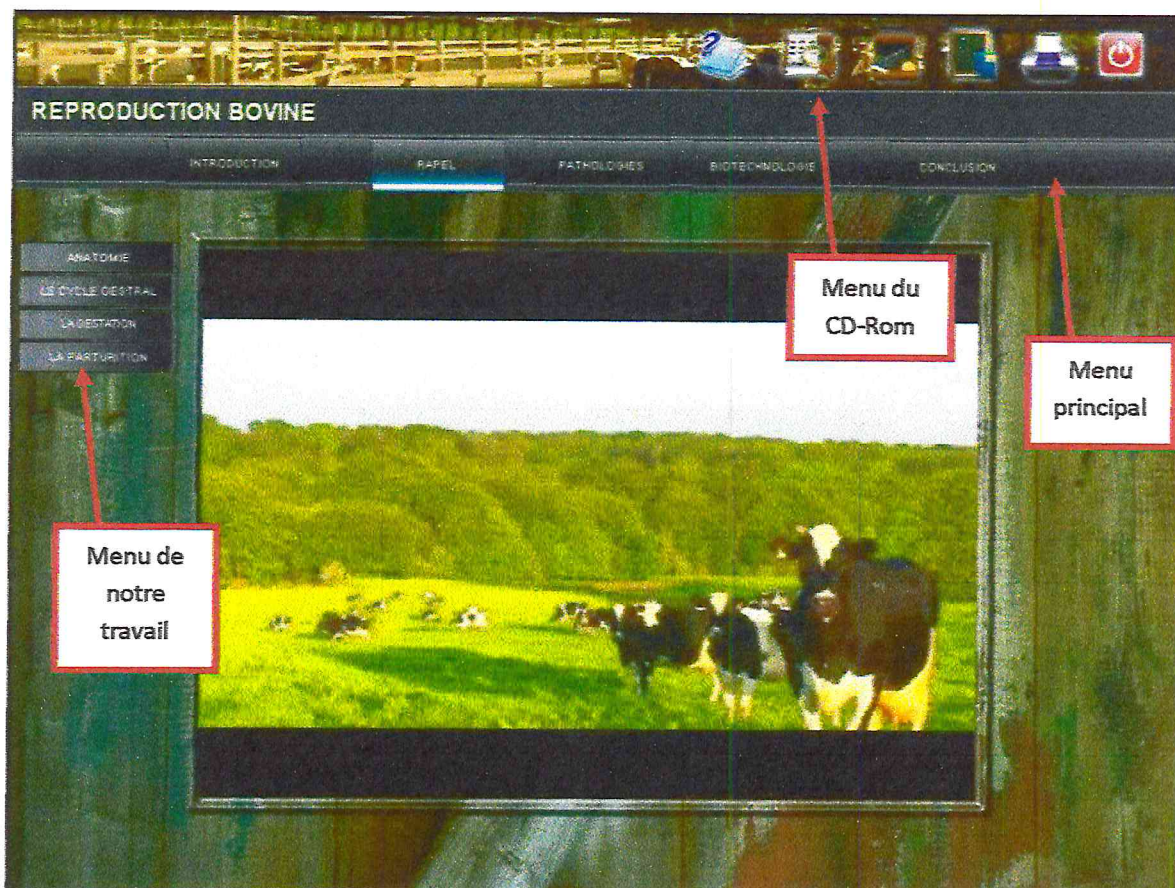 REPRODUCTION BOVINE
INTRODUCTION RAPEL PATHOLOGIES BIOTECHNOLOGIE CONCLUSION
ANATOMIE
LE CYCLE OESTRAL
LA GESTATION
LA PARTURITION
Menu du
CD-Rom
Menu
principal
Menu de
notre
travail